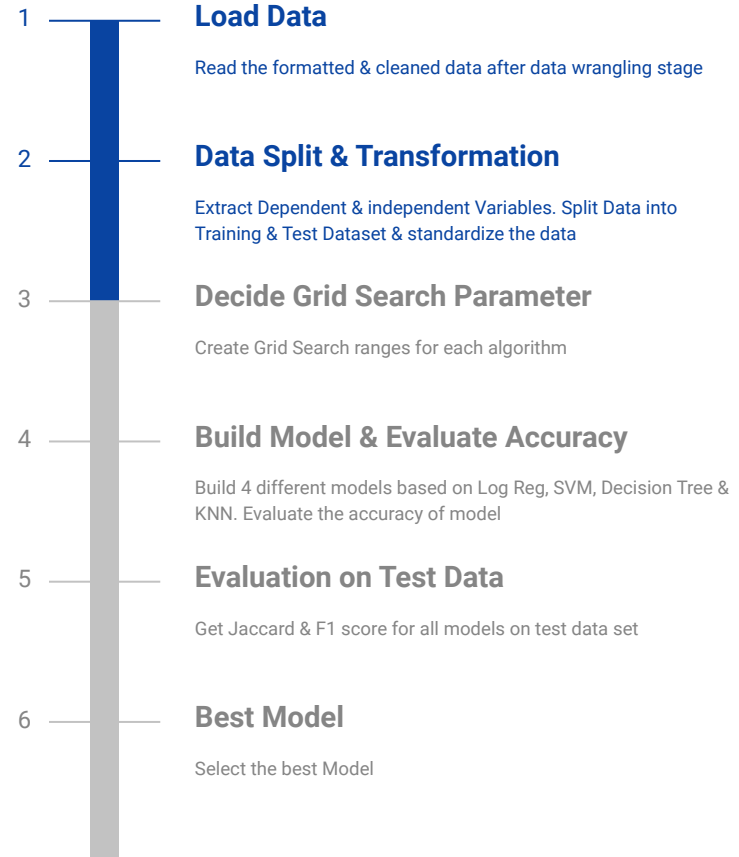 1 Load Data
Read the formatted & cleaned data after data wrangling stage
2 Data Split & Transformation
Extract Dependent & independent Variables. Split Data into
Training & Test Dataset & standardize the data
3 Decide Grid Search Parameter
Create Grid Search ranges for each algorithm
4 Build Model & Evaluate Accuracy
Build 4 different models based on Log Reg, SVM, Decision Tree &
KNN. Evaluate the accuracy of model
5 Evaluation on Test Data
Get Jaccard & F1 score for all models on test data set
6 Best Model
Select the best Model